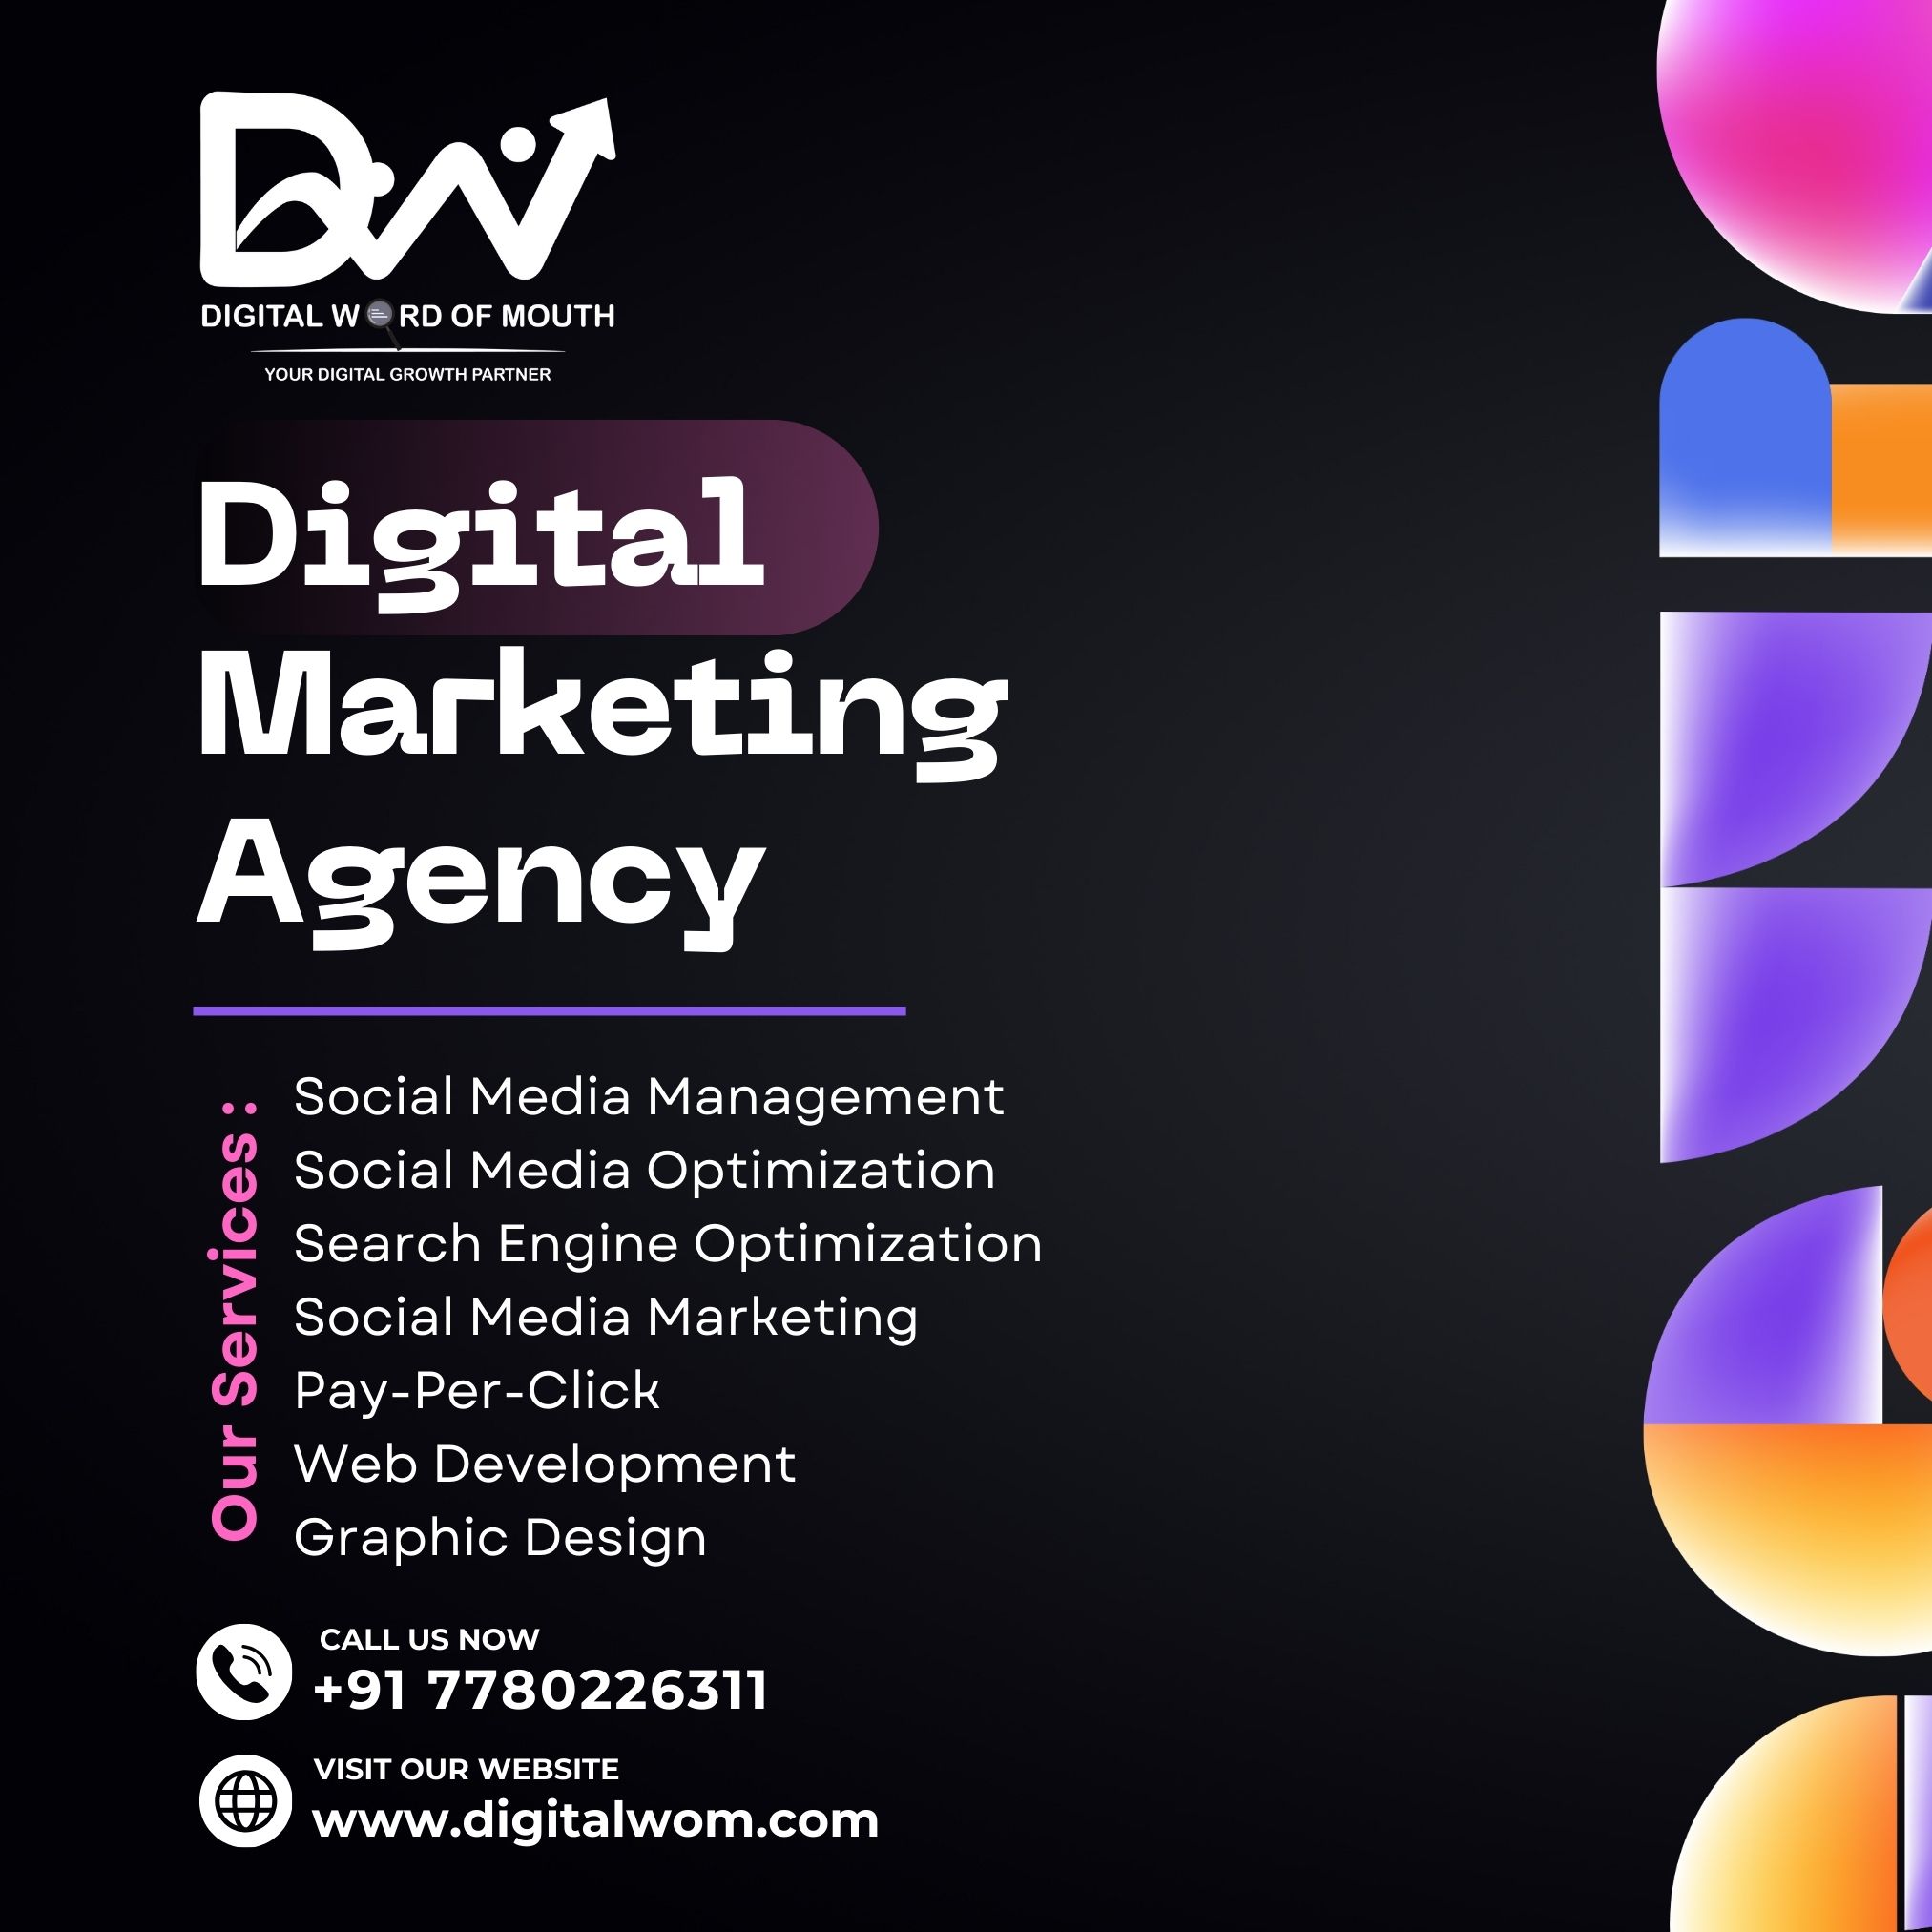 DW
DIGITAL WORD OF MOUTH
YOUR DIGITAL GROWTH PARTNER
Digital
Marketing
Agency
Our Services :
Social Media Management
Social Media Optimization
Search Engine Optimization
Social Media Marketing
Pay-Per-Click
Web Development
Graphic Design
CALL US NOW
+91 7780226311
VISIT OUR WEBSITE
www.digitalwom.com